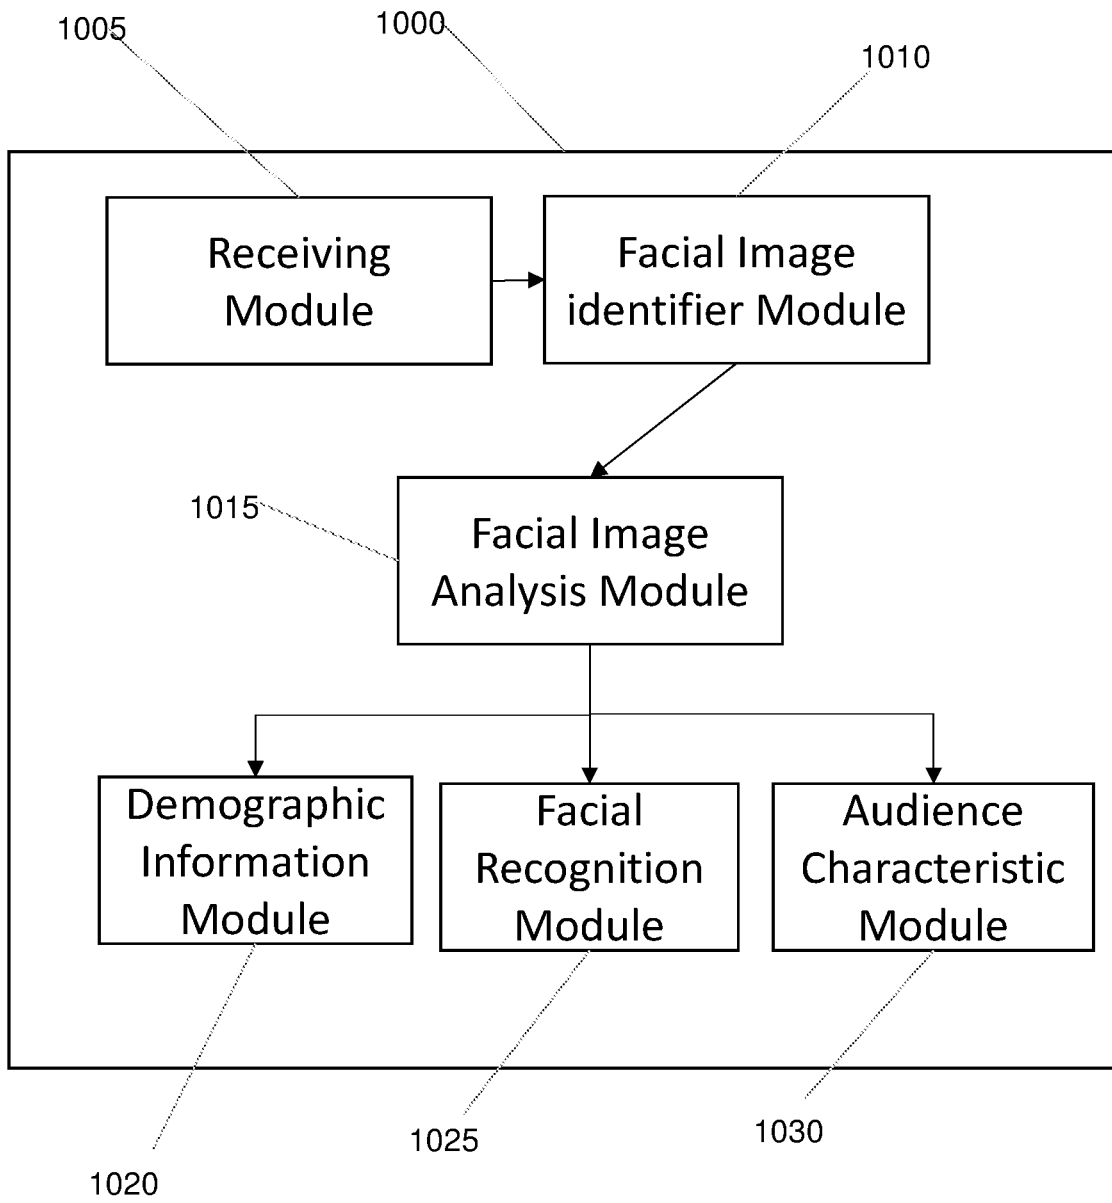 1005
1000
1010
Receiving
Module
Facial Image
identifier Module
1015
Facial Image
Analysis Module
Demographic
Information
Module
Facial
Recognition
Module
Audience
Characteristic
Module
1020
1025
1030